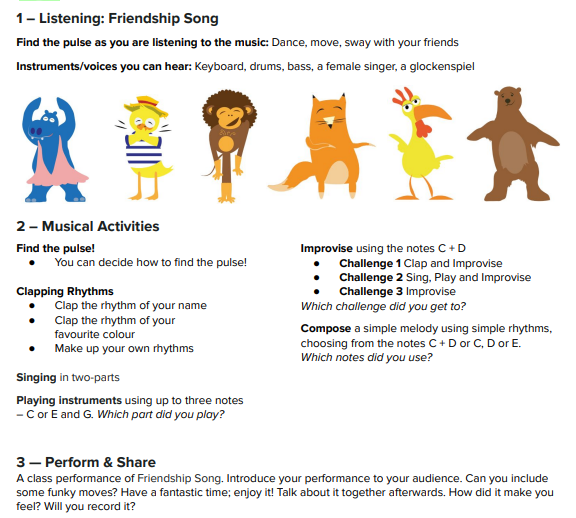 1 – Listening: Friendship Song
Find the pulse as you are listening to the music: Dance, move, sway with your friends
Instruments/voices you can hear: Keyboard, drums, bass, a female singer, a glockenspiel
2 – Musical Activities
Find the pulse!
● You can decide how to find the pulse!
Clapping Rhythms
● Clap the rhythm of your name
● Clap the rhythm of your
favourite colour
● Make up your own rhythms
Singing in two-parts
Playing instruments using up to three notes
– C or E and G. Which part did you play?
Improvise using the notes C + D
● Challenge 1 Clap and Improvise
● Challenge 2 Sing, Play and Improvise
● Challenge 3 Improvise
Which challenge did you get to?
Compose a simple melody using simple rhythms,
choosing from the notes C + D or C, D or E.
Which notes did you use?
3 — Perform & Share
A class performance of Friendship Song. Introduce your performance to your audience. Can you include
some funky moves? Have a fantastic time; enjoy it! Talk about it together afterwards. How did it make you
feel? Will you record it?